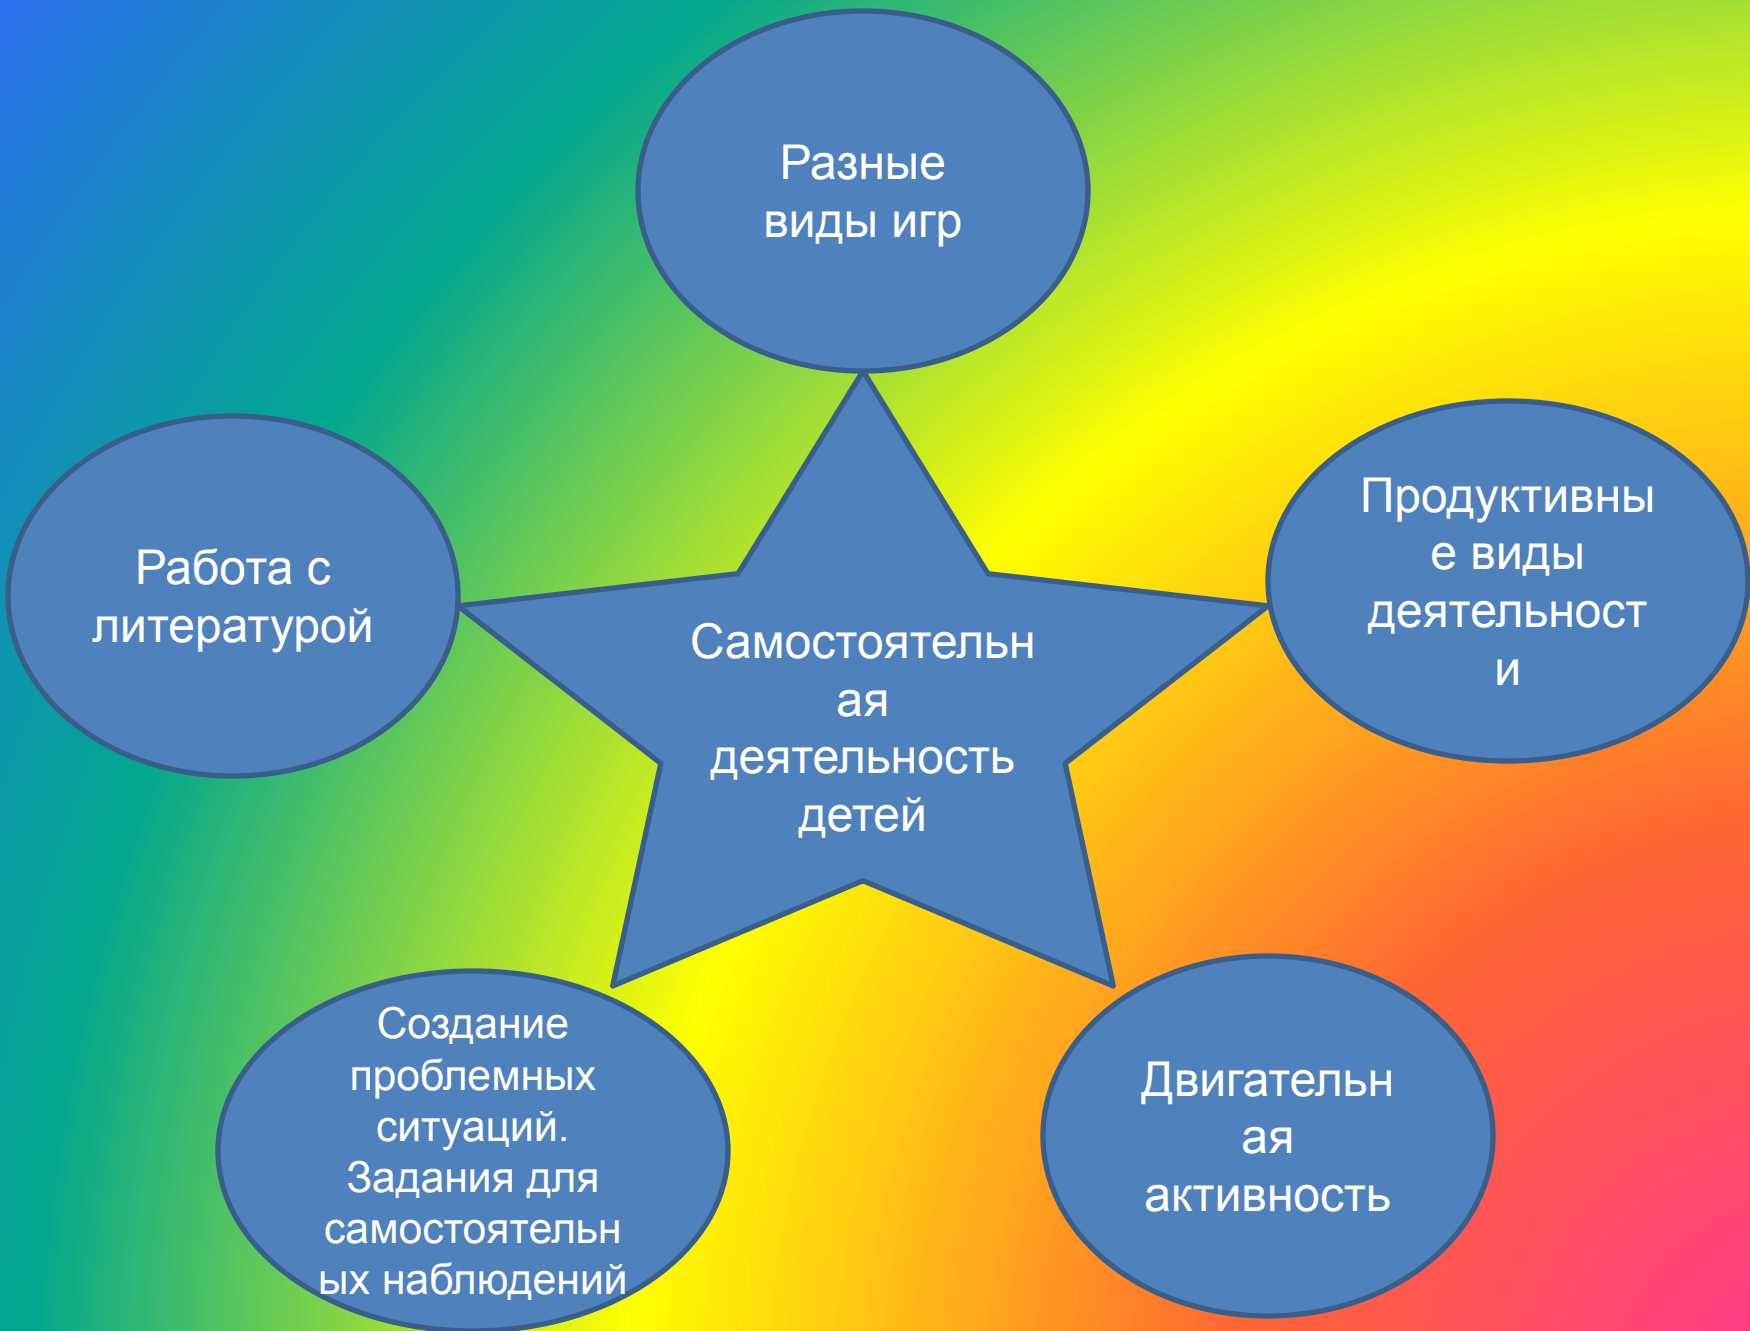 Разные
виды игр
Работа с
литературой
Самостоятельн
ая
деятельность
детей
Продуктивны
е виды
деятельност
и
Создание
проблемных
ситуаций.
Задания для
самостоятельн
ых наблюдений
Двигательн
ая
активность